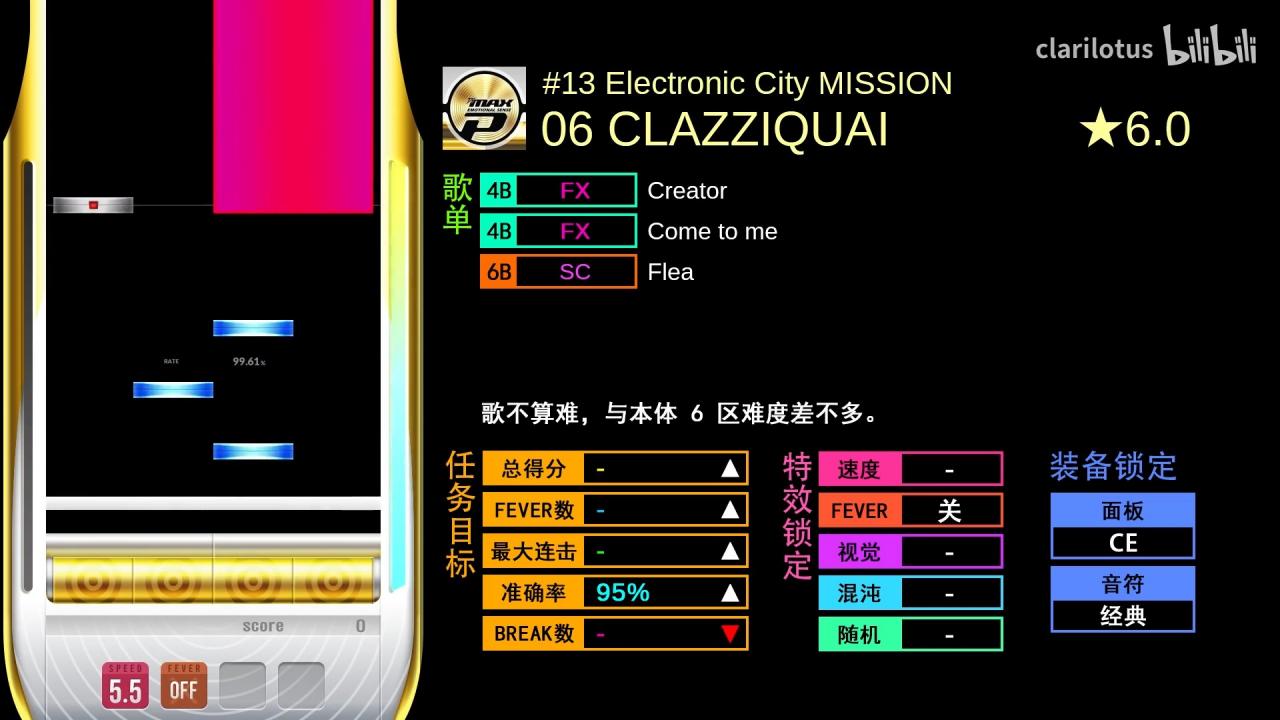 clarilotus bilibili
#13 Electronic City MISSION
MAX
06 CLAZZIQUAI
★6.0
歌单
4B FX Creator
4B FX Come to me
6B SC Flea
RATE 99.61%
歌不算难，与本体 6 区难度差不多。
任务目标
总得分 - ▲
FEVER数 - ▲
最大连击 - ▲
准确率 95% ▲
BREAK数 - ▼
特效锁定
速度 -
FEVER 关
视觉 -
混沌 -
随机 -
装备锁定
面板
CE
音符
经典
score 0
SPEED 5.5
FEVER OFF